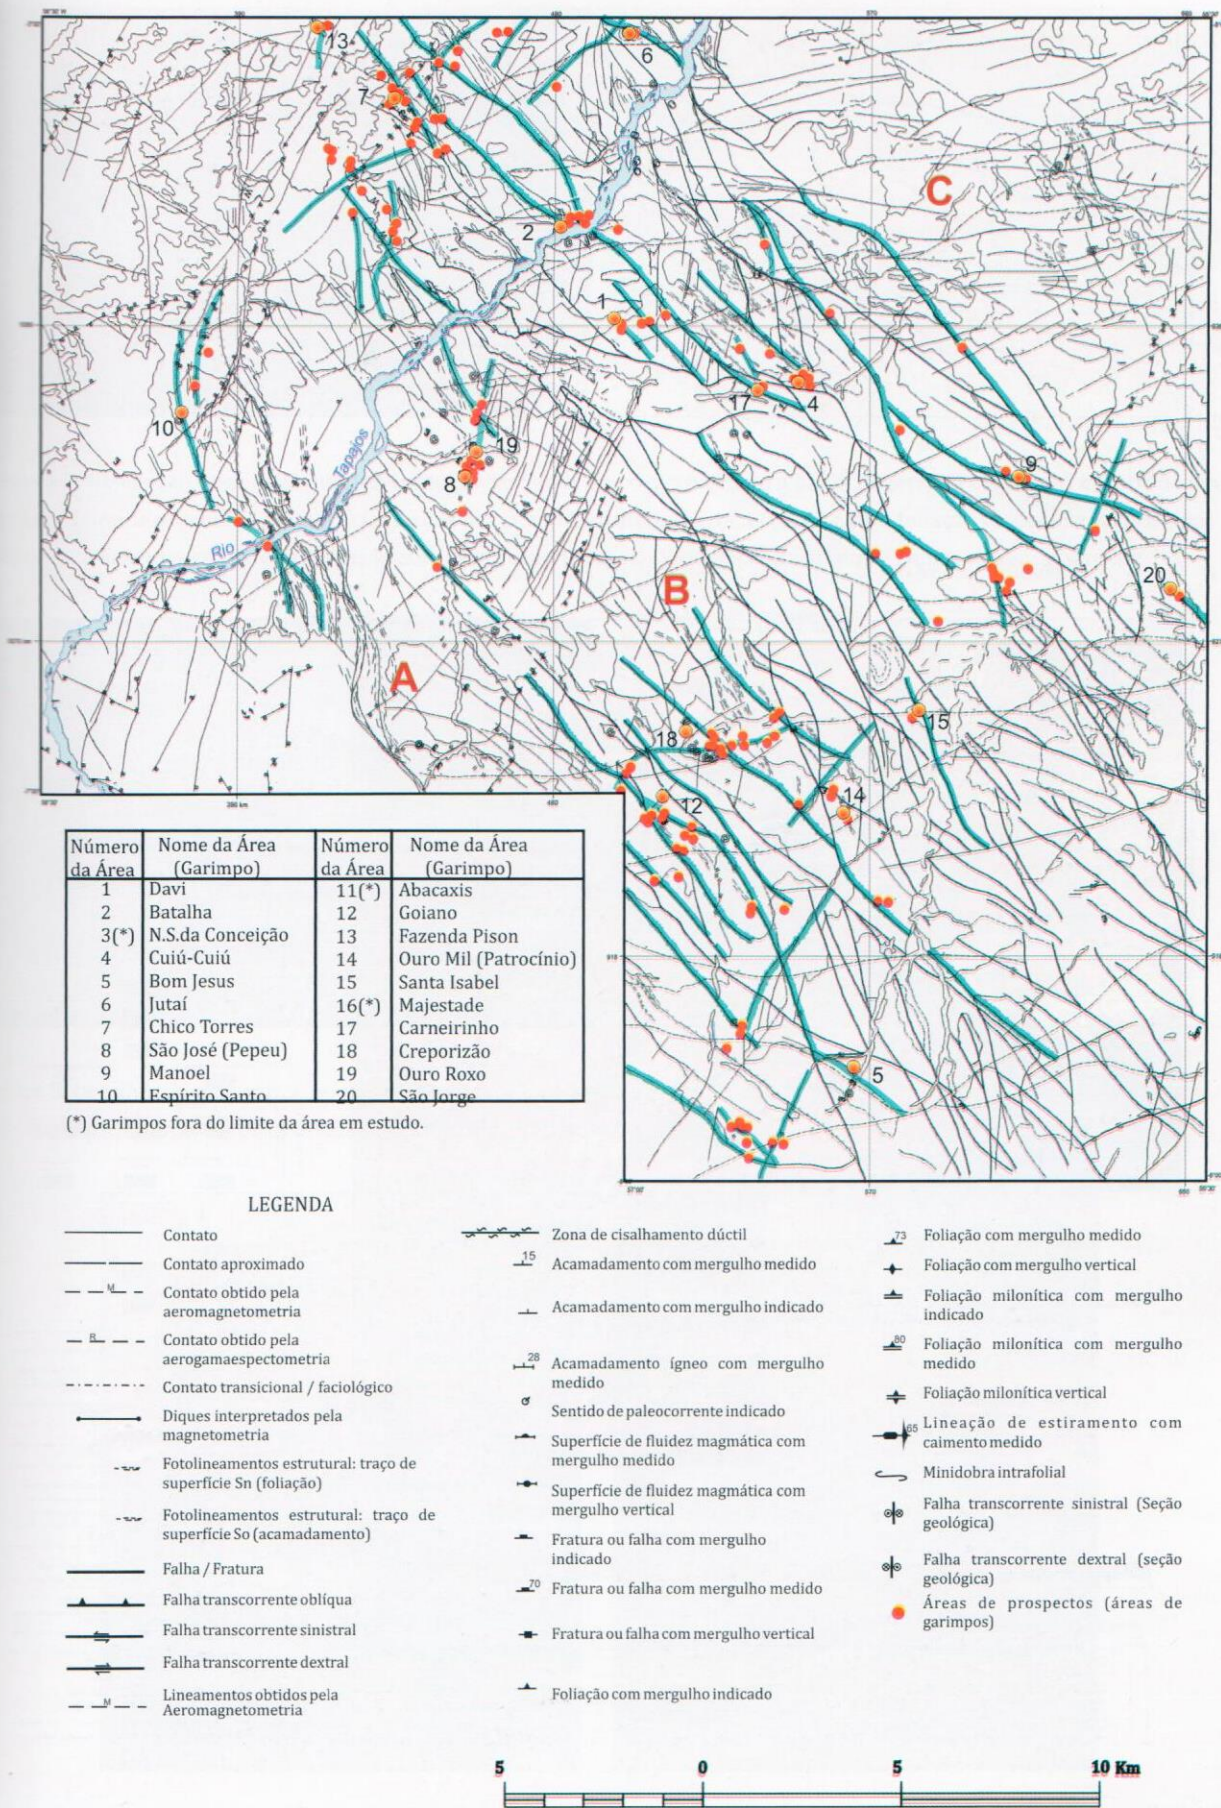 13
6
7
C
2
1
17
4
10
19
8
9
Tapajos
Rio
B
20
A
15
18
14
12
5
390 km
570
Número da Área
Nome da Área (Garimpo)
Número da Área
Nome da Área (Garimpo)
1 Davi 11(*) Abacaxis
2 Batalha 12 Goiano
3(*) N.S.da Conceição 13 Fazenda Pison
4 Cuiú-Cuiú 14 Ouro Mil (Patrocínio)
5 Bom Jesus 15 Santa Isabel
6 Jutaí 16(*) Majestade
7 Chico Torres 17 Carneirinho
8 São José (Pepeu) 18 Creporizão
9 Manoel 19 Ouro Roxo
10 Espírito Santo 20 São Jorge
(*) Garimpos fora do limite da área em estudo.
LEGENDA
Contato
Contato aproximado
M
Contato obtido pela
aeromagnetometria
R
Contato obtido pela
aerogamaespectometria
Contato transicional / faciológico
Diques interpretados pela
magnetometria
Fotolineamentos estrutural: traço de
superfície Sn (foliação)
Fotolineamentos estrutural: traço de
superfície So (acamadamento)
Falha / Fratura
Falha transcorrente oblíqua
Falha transcorrente sinistral
Falha transcorrente dextral
M
Lineamentos obtidos pela
Aeromagnetometria
Zona de cisalhamento dúctil
15
Acamadamento com mergulho medido
Acamadamento com mergulho indicado
28
Acamadamento ígneo com mergulho
medido
Sentido de paleocorrente indicado
Superfície de fluidez magmática com
mergulho medido
Superfície de fluidez magmática com
mergulho vertical
Fratura ou falha com mergulho
indicado
70
Fratura ou falha com mergulho medido
Fratura ou falha com mergulho vertical
Foliação com mergulho indicado
73
Foliação com mergulho medido
Foliação com mergulho vertical
Foliação milonítica com mergulho
indicado
80
Foliação milonítica com mergulho
medido
Foliação milonítica vertical
65
Lineação de estiramento com
caimento medido
Minidobra intrafolial
Falha transcorrente sinistral (Seção
geológica)
Falha transcorrente dextral (seção
geológica)
Áreas de prospectos (áreas de
garimpos)
5 0 5 10 Km